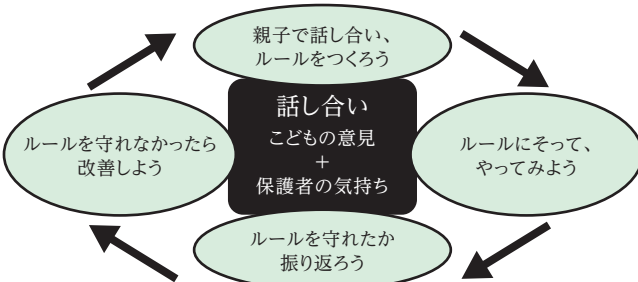 親子で話し合い、
ルールをつくろう
話し合い
こどもの意見
+
保護者の気持ち
ルールにそって、
やってみよう
ルールを守れたか
振り返ろう
ルールを守れなかったら
改善しよう